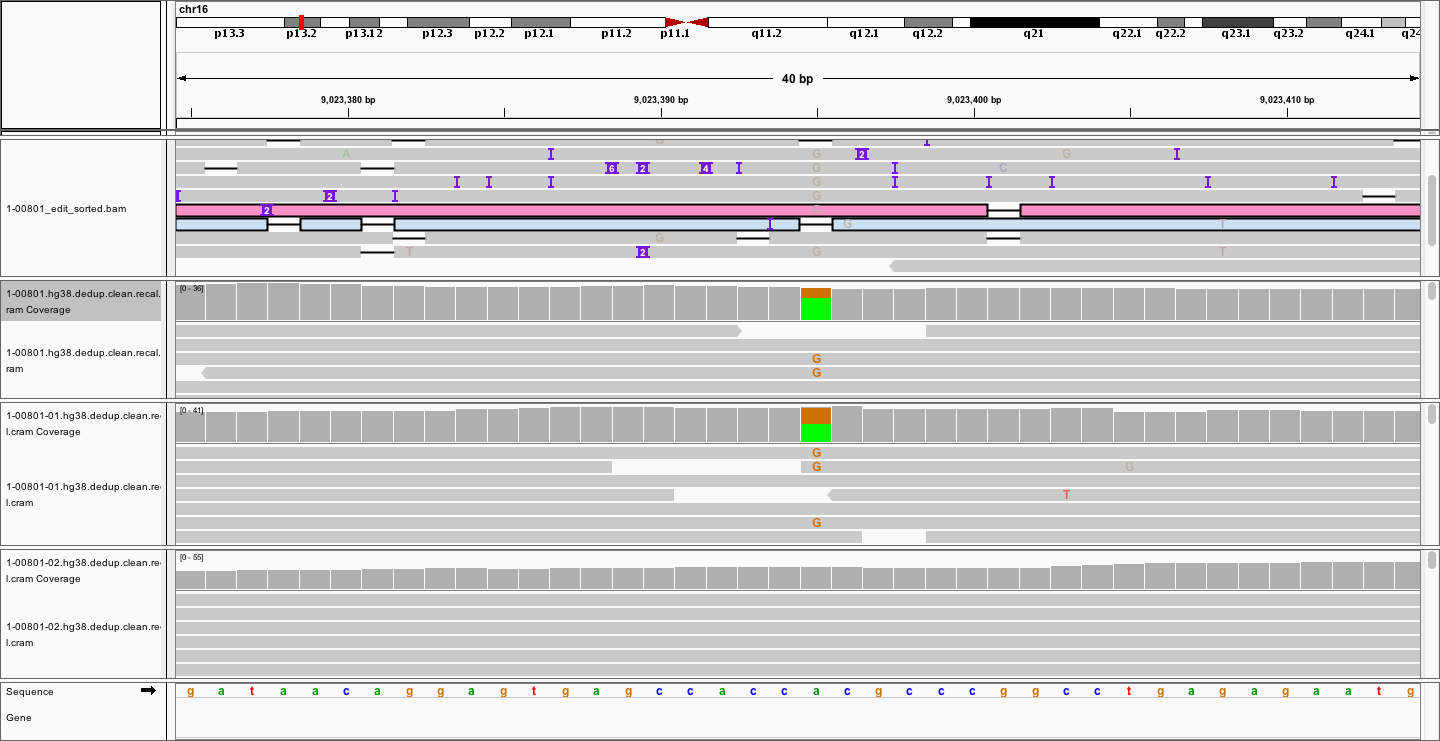 chr16
p13.3 p13.2 p13.12 p12.3 p12.2 p12.1 p11.2 p11.1 q11.2 q12.1 q12.2 q21 q22.1 q22.2 q23.1 q23.2 q24.1 q24
40 bp
9,023,380 bp 9,023,390 bp 9,023,400 bp 9,023,410 bp
G
A I G 2 G I
6 2 4 I G I C
I I I G I I I I I
I 2 I G
1-00801_edit_sorted.bam
2
I G T
G
T 2 G T
1-00801.hg38.dedup.clean.recal.
ram Coverage
[0 - 36]
1-00801.hg38.dedup.clean.recal.
ram
G
G
1-00801-01.hg38.dedup.clean.re
l.cram Coverage
[0 - 41]
G
G G
1-00801-01.hg38.dedup.clean.re
l.cram
T
G
1-00801-02.hg38.dedup.clean.re
l.cram Coverage
[0 - 55]
1-00801-02.hg38.dedup.clean.re
l.cram
Sequence
g a t a a c a g g a g t g a g c c a c c a c g c c c g g c c t g a g a g a a t g
Gene